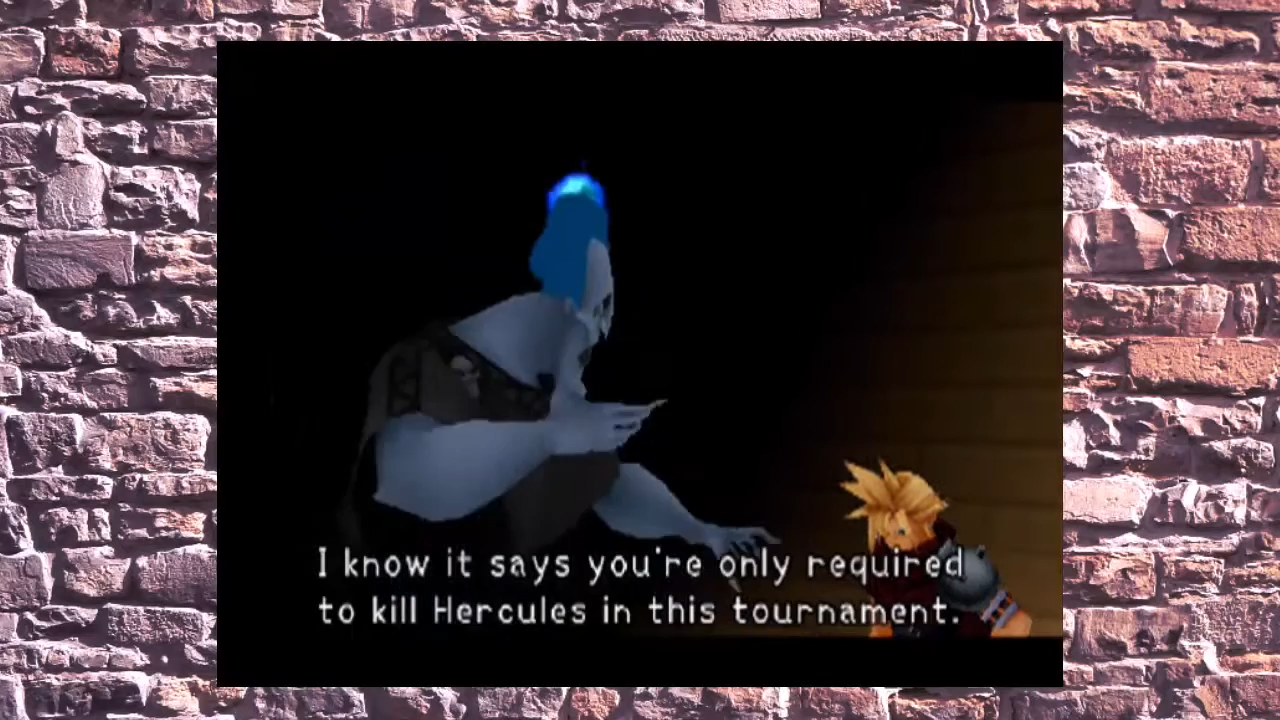 I know it says you're only required
to kill Hercules in this tournament.